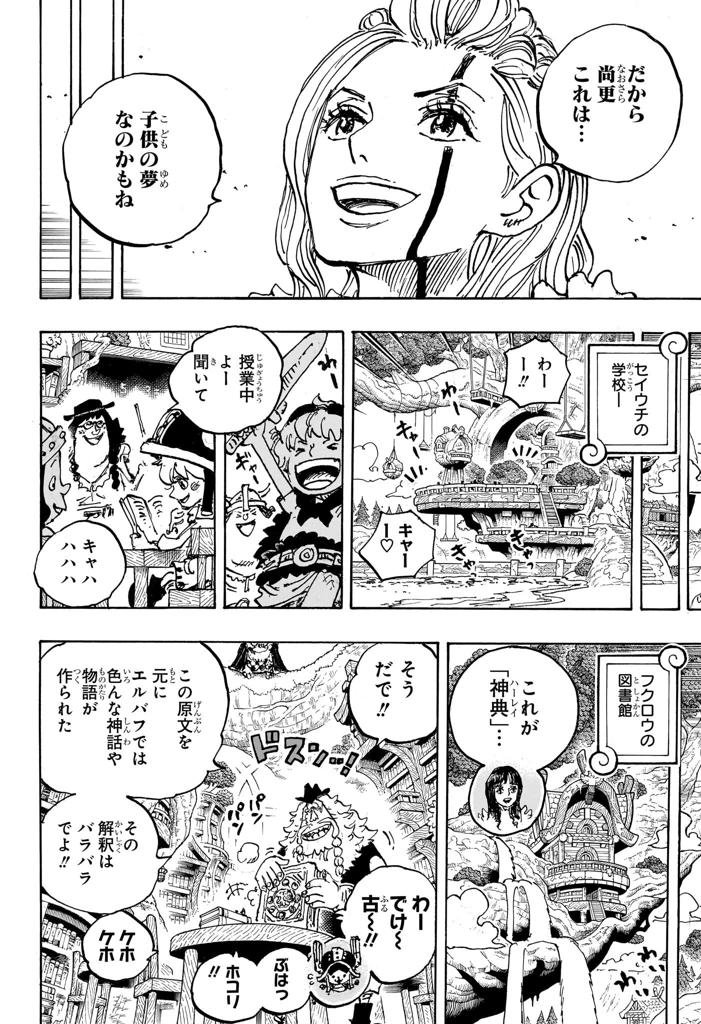 だから
尚更
これは…
子供の夢
なのかもね
セイウチの
学校—
わー
ー!!
キャー
ー♡
わー
キャー
わー
ギャー
授業中
よー
聞いて
キャハ
ハハハ
フクロウの
図書館
これが
「神典」…
そう
だで!!
ドスン…!!
パンパン
わー
でけ〜
古〜!!
ぶはっ
ホコリ
!!
この原文を
元に
エルバフでは
色んな神話や
物語が
作られた
その
解釈は
バラバラ
でよ!!
ケホ
ケホ